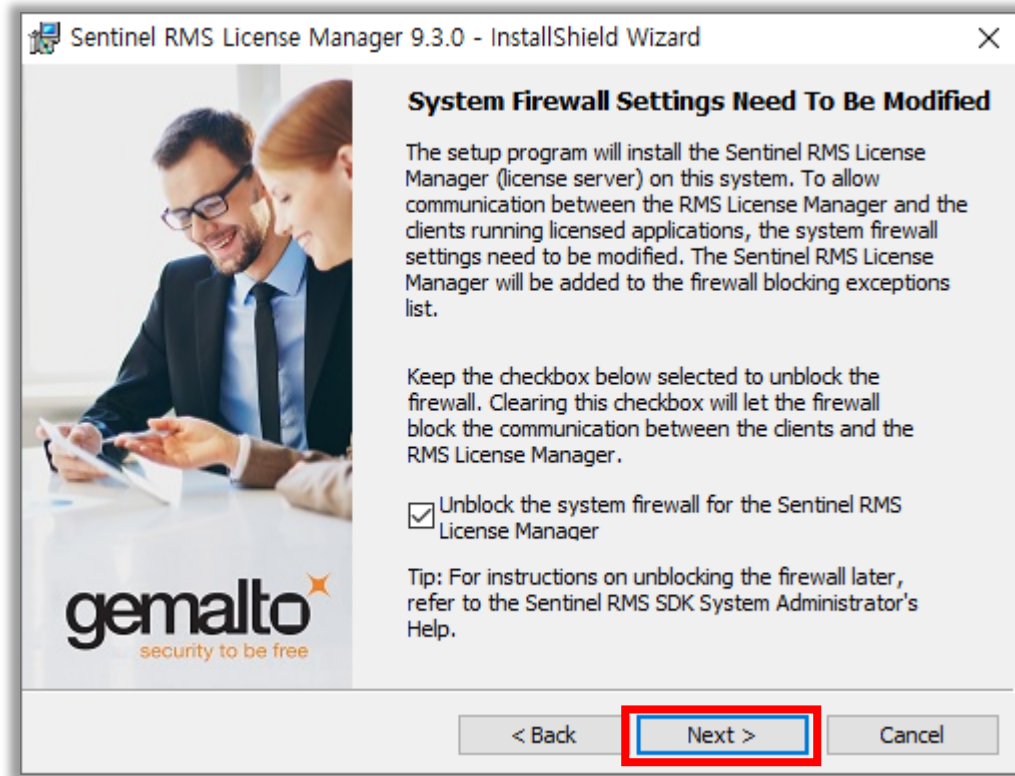 Sentinel RMS License Manager 9.3.0 - InstallShield Wizard
System Firewall Settings Need To Be Modified
The setup program will install the Sentinel RMS License
Manager (license server) on this system. To allow
communication between the RMS License Manager and the
clients running licensed applications, the system firewall
settings need to be modified. The Sentinel RMS License
Manager will be added to the firewall blocking exceptions
list.
Keep the checkbox below selected to unblock the
firewall. Clearing this checkbox will let the firewall
block the communication between the clients and the
RMS License Manager.
Unblock the system firewall for the Sentinel RMS
License Manager
Tip: For instructions on unblocking the firewall later,
refer to the Sentinel RMS SDK System Administrator's
Help.
gemalto
security to be free
< Back
Next >
Cancel